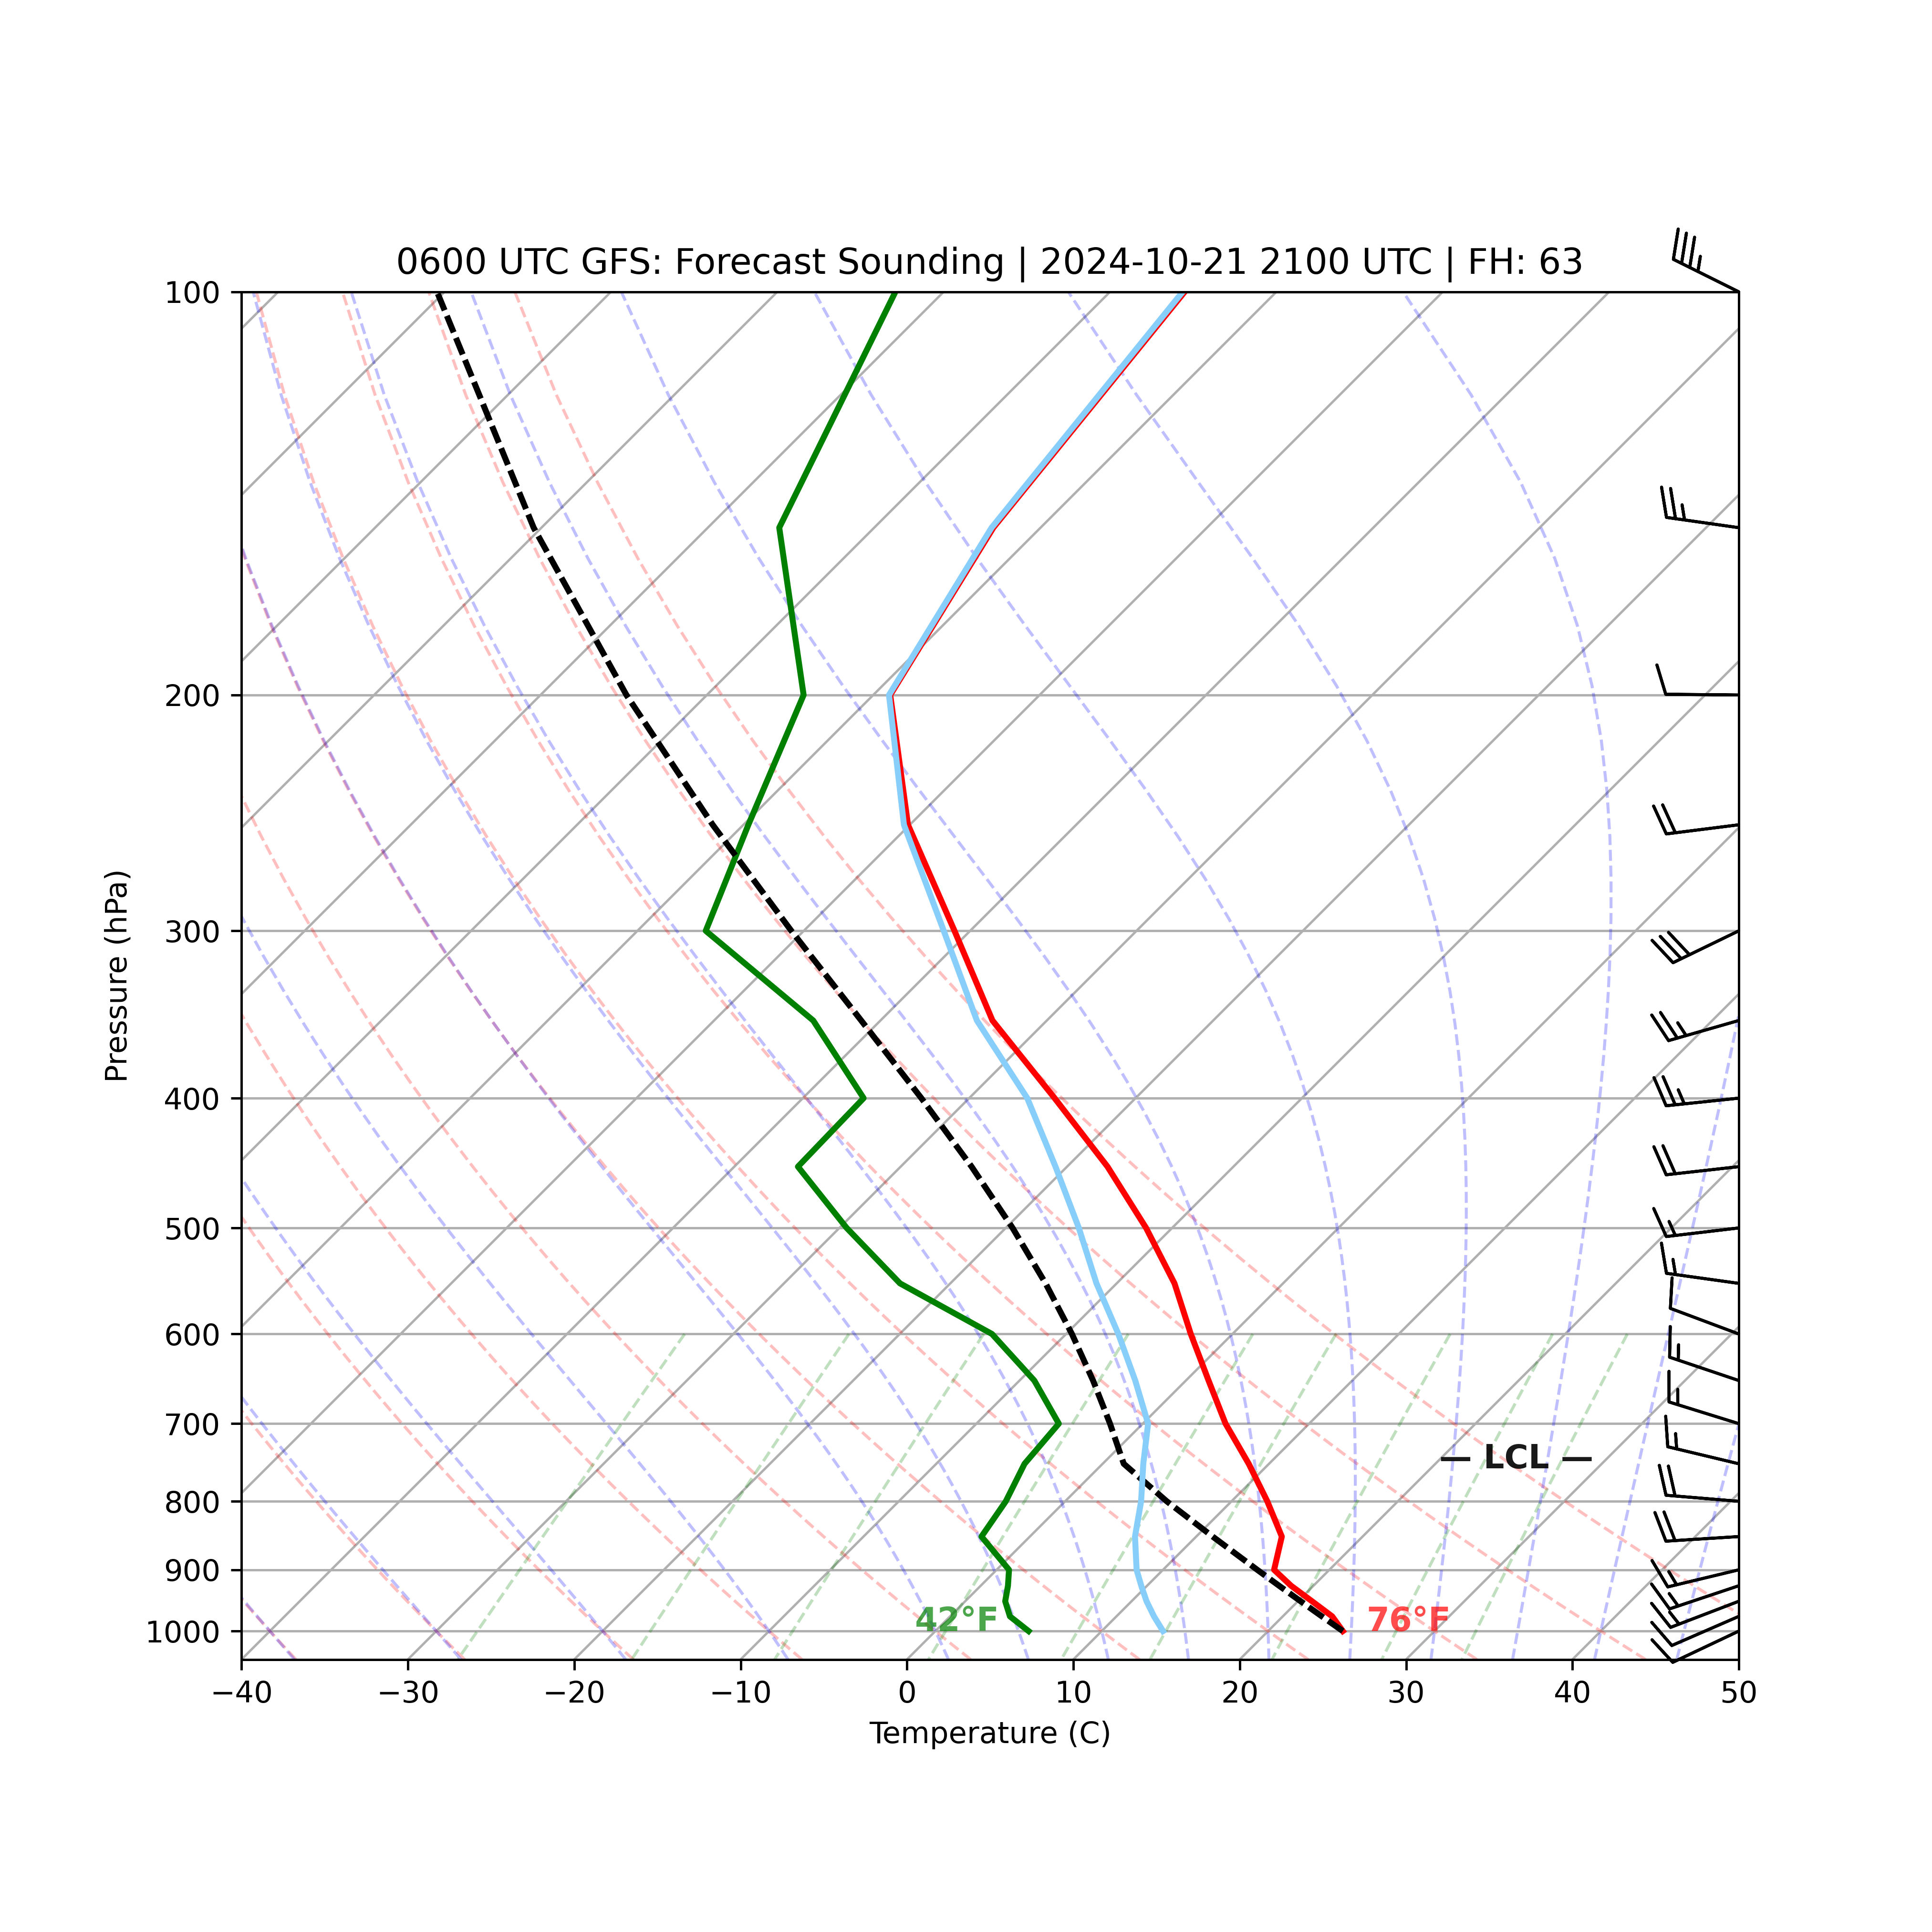 0600 UTC GFS: Forecast Sounding | 2024-10-21 2100 UTC | FH: 63
100
200
300
400
500
600
700
800
900
1000
Pressure (hPa)
— LCL —
42°F
76°F
−40 −30 −20 −10 0 10 20 30 40 50
Temperature (C)